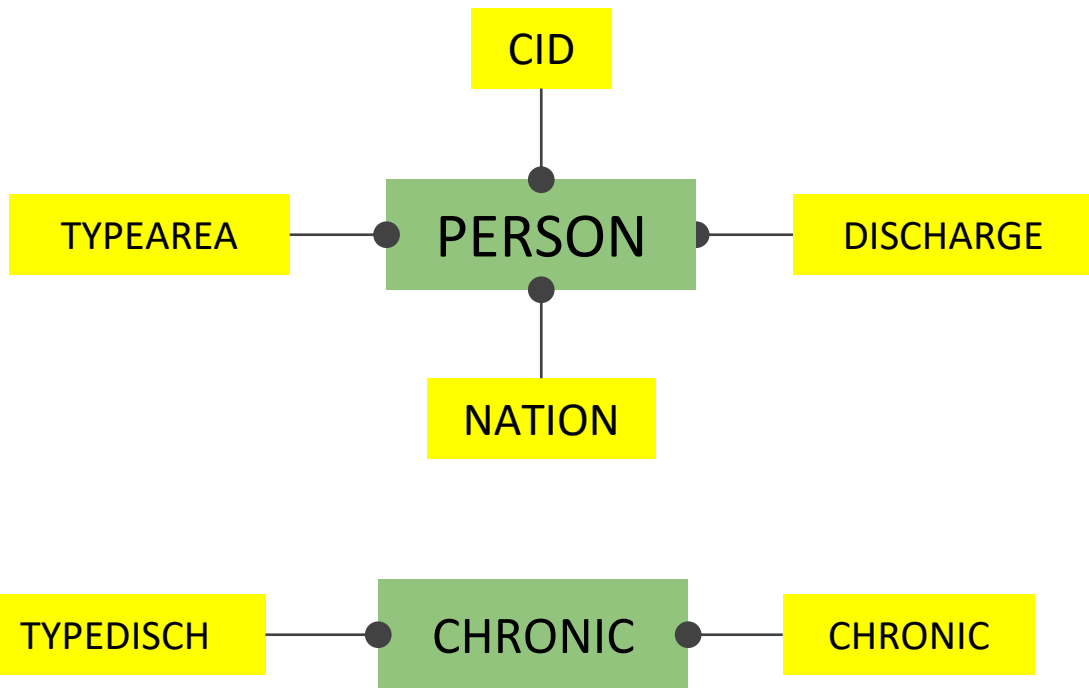 CID
TYPEAREA
PERSON
DISCHARGE
NATION
TYPEDISCH
CHRONIC
CHRONIC